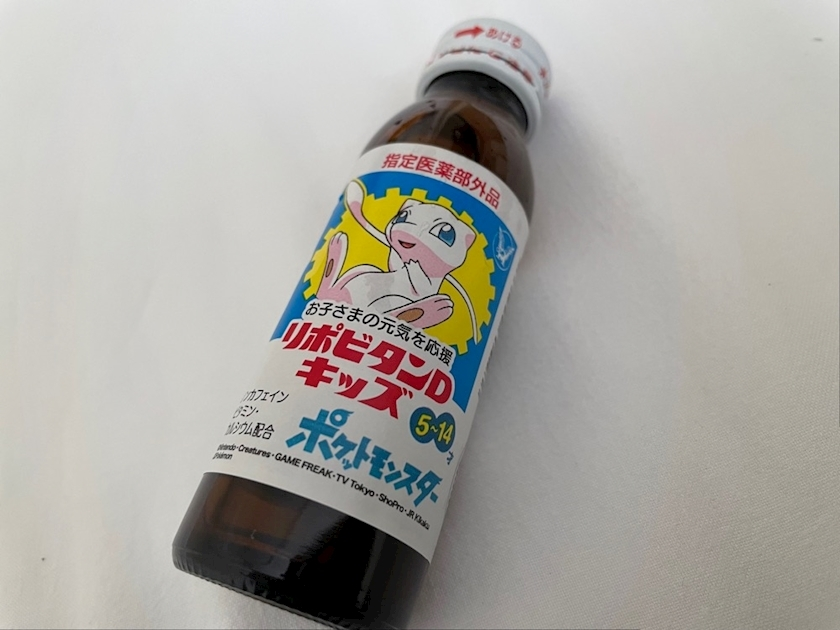 あける
指定医薬部外品
お子さまの元気を応援
リポビタンD
キッズ
5~14
才
ンカフェイン
ビタミン・
カルシウム配合
ポケットモンスター
Nintendo・Creatures・GAME FREAK・TV Tokyo・ShoPro・JR Kikaku
Pokémon